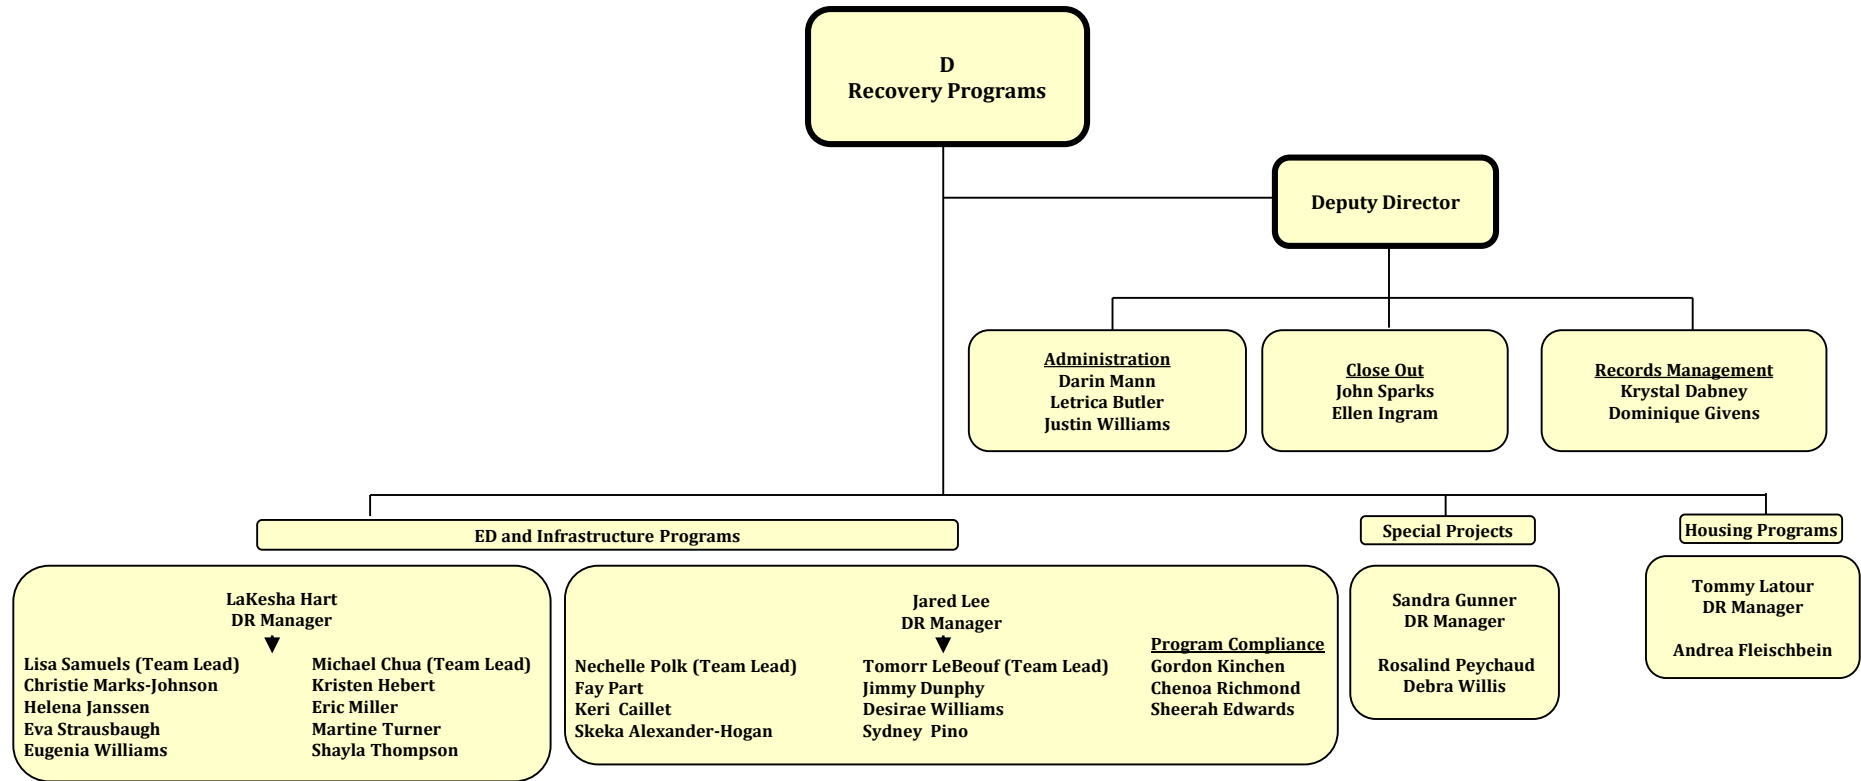 D
Recovery Programs
Deputy Director
Administration
Darin Mann
Letrica Butler
Justin Williams
Close Out
John Sparks
Ellen Ingram
Records Management
Krystal Dabney
Dominique Givens
ED and Infrastructure Programs
LaKesha Hart
DR Manager
Lisa Samuels (Team Lead)
Christie Marks-Johnson
Helena Janssen
Eva Strausbaugh
Eugenia Williams
Michael Chua (Team Lead)
Kristen Hebert
Eric Miller
Martine Turner
Shayla Thompson
Jared Lee
DR Manager
Nechelle Polk (Team Lead)
Fay Part
Keri  Caillet
Skeka Alexander-Hogan
Tomorr LeBeouf (Team Lead)
Jimmy Dunphy
Desirae Williams
Sydney  Pino
Program Compliance
Gordon Kinchen
Chenoa Richmond
Sheerah Edwards
Special Projects
Sandra Gunner
DR Manager
Rosalind Peychaud
Debra Willis
Housing Programs
Tommy Latour
DR Manager
Andrea Fleischbein